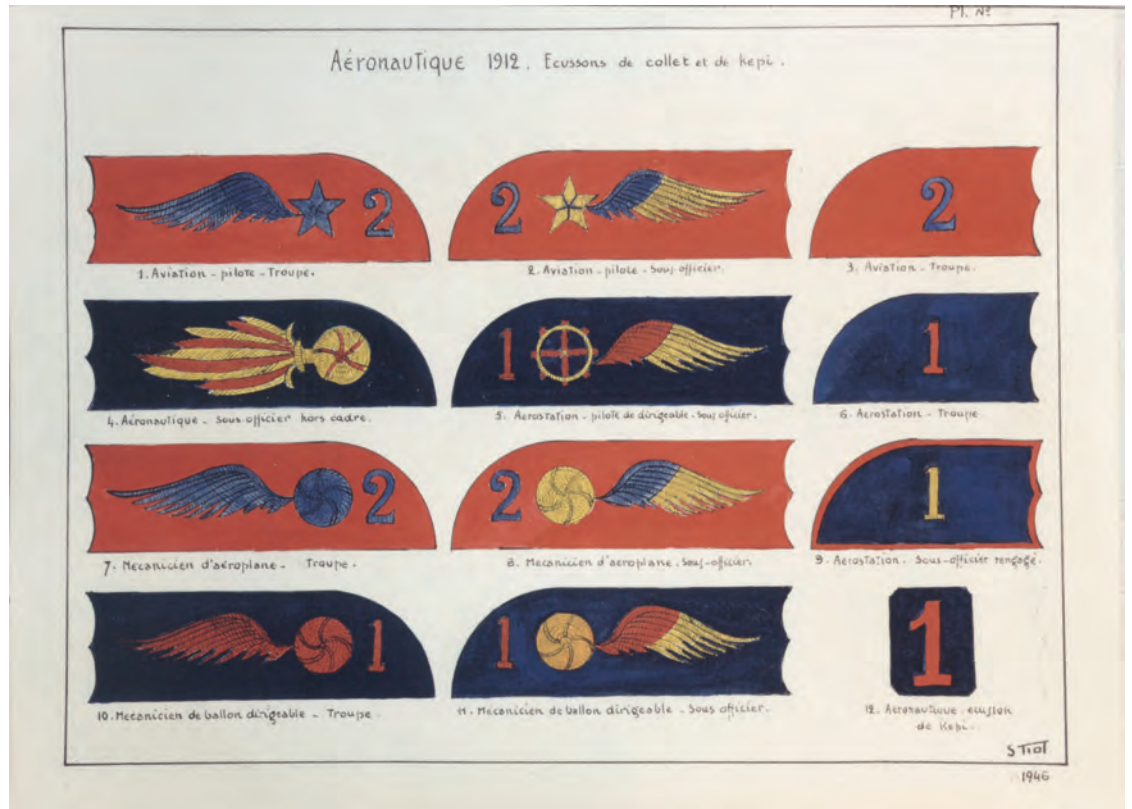 Pl. Nº
Aéronautique 1912. Ecussons de collet et de kepi.
2
2
2
1. Aviation - pilote - Troupe.
2. Aviation - pilote - Sous-officier.
3. Aviation - Troupe.
1
1
4. Aéronautique - Sous-officier hors cadre.
5. Aerostation - pilote de dirigeable - Sous officier.
6. Aerostation - Troupe.
2
2
1
7. Mecanicien d'aéroplane - Troupe.
8. Mecanicien d'aeroplane. Sous-officier.
9. Aerostation. Sous-officier rengagé.
1
1
1
10. Mecanicien de ballon dirigeable - Troupe.
11. Mecanicien de ballon dirigeable - Sous officier.
12. Aeronautique. ecusson
de Kepi.
S Tiot
1946